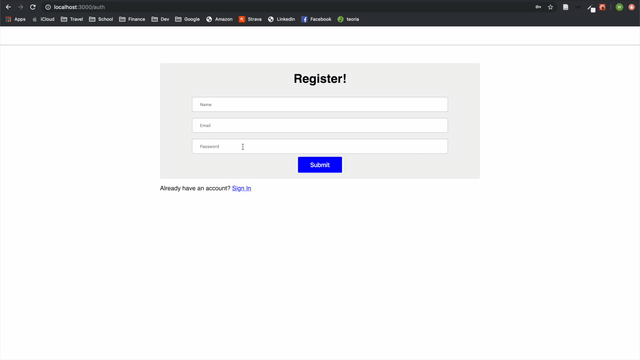 localhost:3000/auth
Apps iCloud Travel School Finance Dev Google Amazon Strava LinkedIn Facebook teoria
Register!
Name
Email
Password
Submit
Already have an account? Sign In